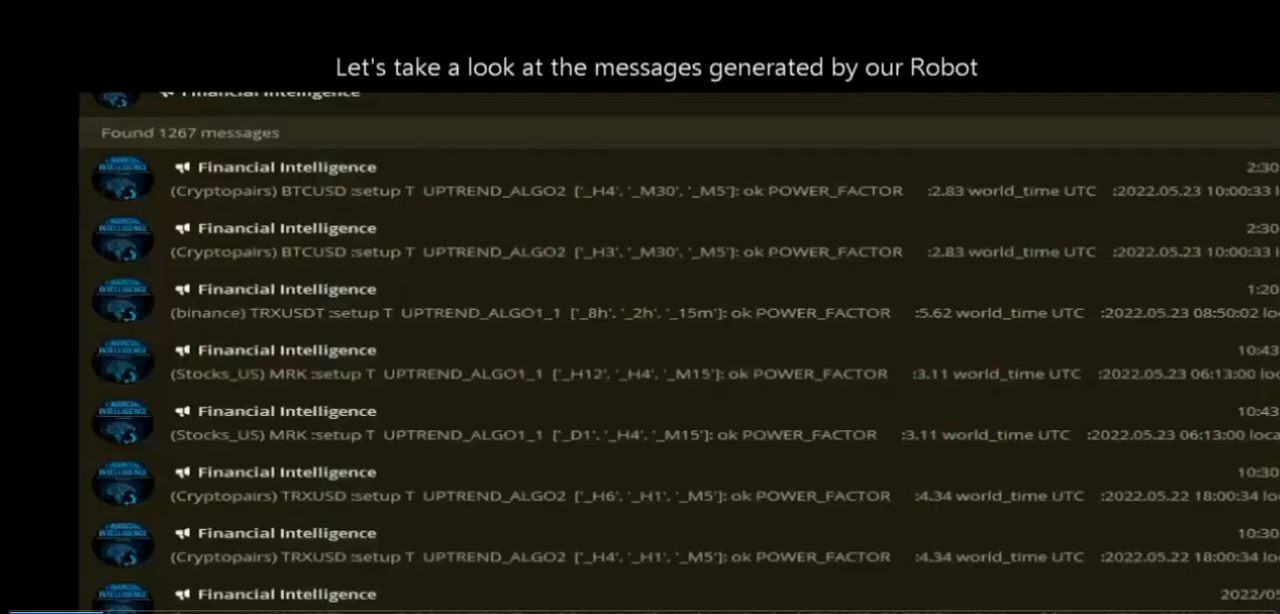 Let's take a look at the messages generated by our Robot
Financial Intelligence
Found 1267 messages
Financial Intelligence 2:30
(Cryptopairs) BTCUSD :setup T UPTREND_ALGO2 ['_H4', '_M30', '_M5']: ok POWER_FACTOR :2.83 world_time UTC :2022.05.23 10:00:33 l
Financial Intelligence 2:30
(Cryptopairs) BTCUSD :setup T UPTREND_ALGO2 ['_H3', '_M30', '_M5']: ok POWER_FACTOR :2.83 world_time UTC :2022.05.23 10:00:33 l
Financial Intelligence 1:20
(binance) TRXUSDT :setup T UPTREND_ALGO1_1 ['_8h', '_2h', '_15m']: ok POWER_FACTOR :5.62 world_time UTC :2022.05.23 08:50:02 lo
Financial Intelligence 10:43
(Stocks_US) MRK :setup T UPTREND_ALGO1_1 ['_H12', '_H4', '_M15']: ok POWER_FACTOR :3.11 world_time UTC :2022.05.23 06:13:00 loc
Financial Intelligence 10:43
(Stocks_US) MRK :setup T UPTREND_ALGO1_1 ['_D1', '_H4', '_M15']: ok POWER_FACTOR :3.11 world_time UTC :2022.05.23 06:13:00 loca
Financial Intelligence 10:30
(Cryptopairs) TRXUSD :setup T UPTREND_ALGO2 ['_H6', '_H1', '_M5']: ok POWER_FACTOR :4.34 world_time UTC :2022.05.22 18:00:34 lo
Financial Intelligence 10:30
(Cryptopairs) TRXUSD :setup T UPTREND_ALGO2 ['_H4', '_H1', '_M5']: ok POWER_FACTOR :4.34 world_time UTC :2022.05.22 18:00:34 lo
Financial Intelligence 2022/05